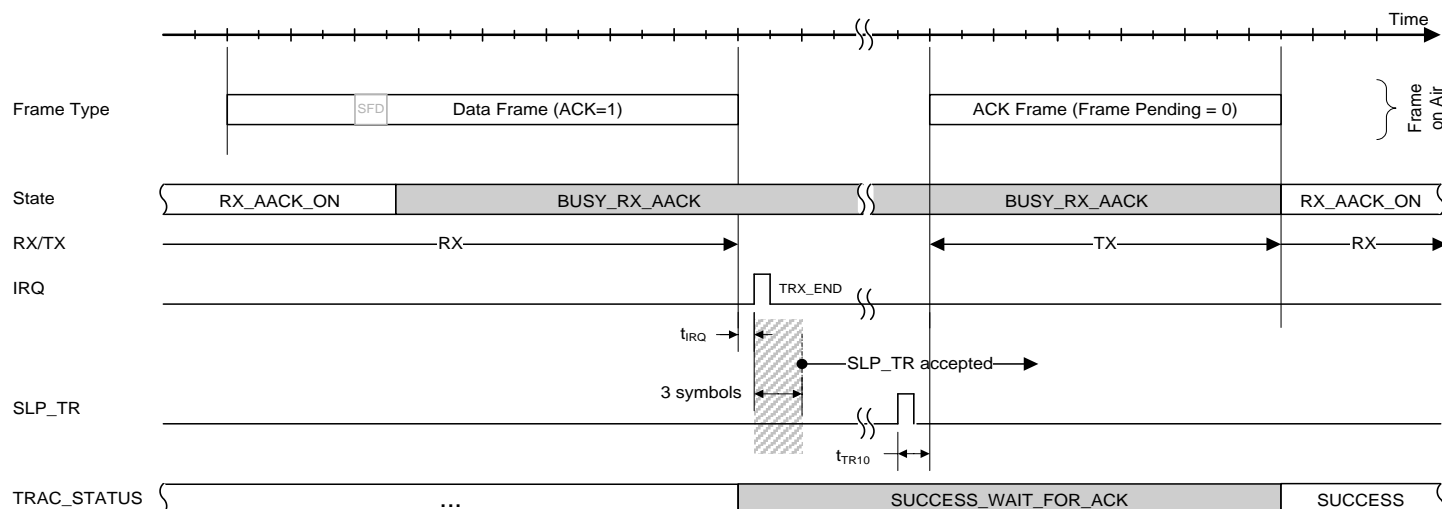 Time
Frame Type
SFD
Data Frame (ACK=1)
ACK Frame (Frame Pending = 0)
Frame
on Air
State
RX_AACK_ON
BUSY_RX_AACK
BUSY_RX_AACK
RX_AACK_ON
RX/TX
RX
TX
RX
IRQ
TRX_END
tIRQ
SLP_TR accepted
3 symbols
SLP_TR
tTR10
TRAC_STATUS
...
SUCCESS_WAIT_FOR_ACK
SUCCESS